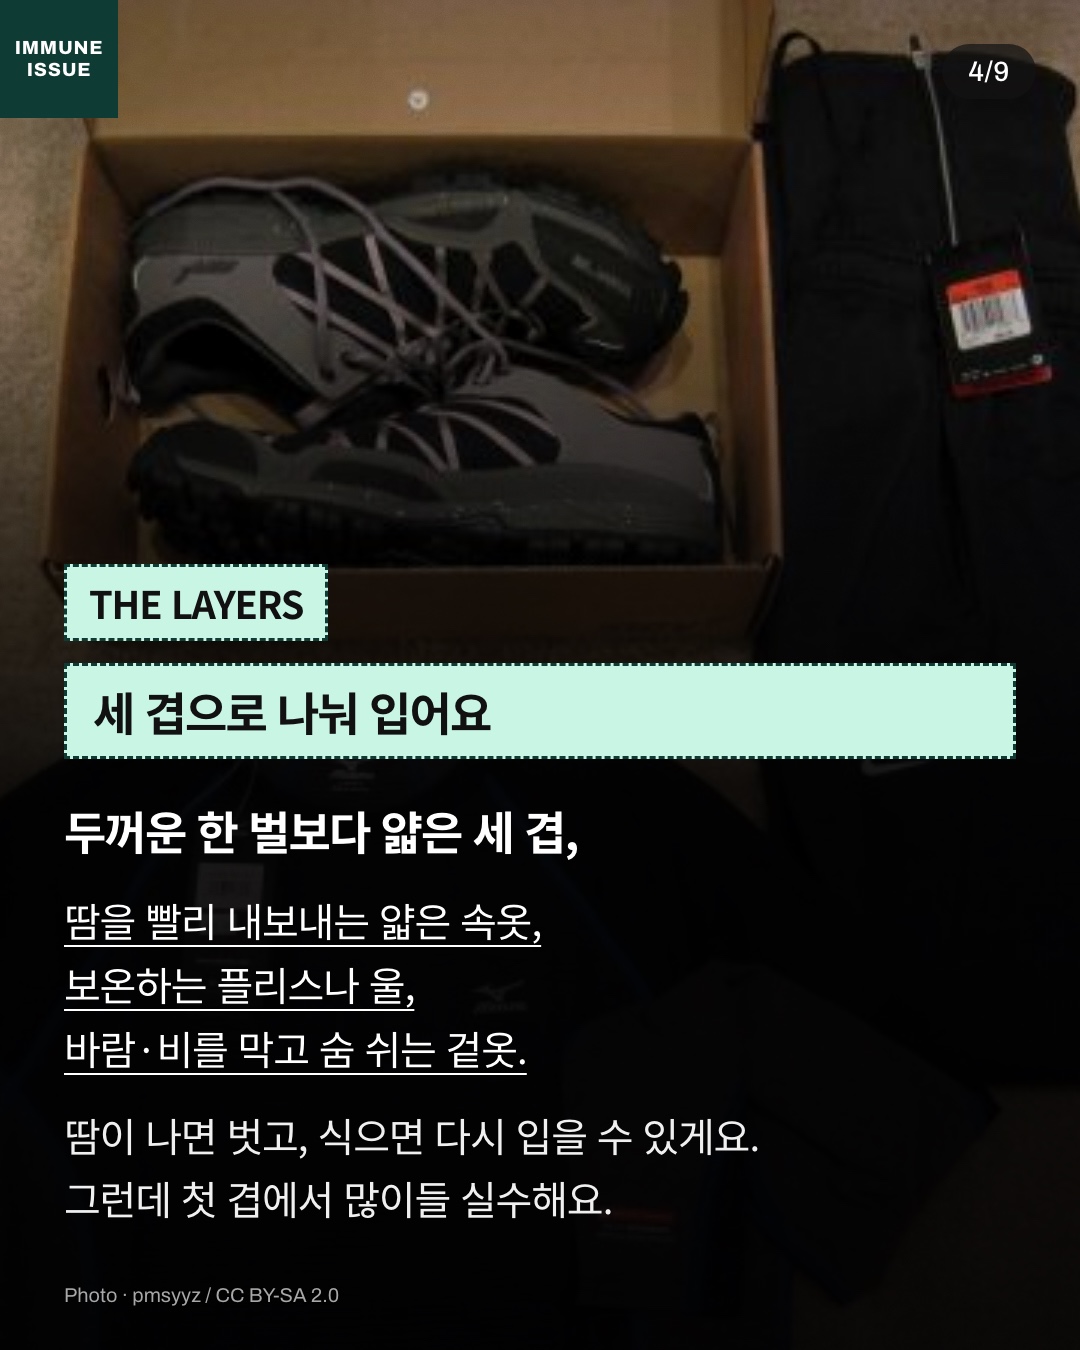 IMMUNE
ISSUE
4/9
THE LAYERS
세 겹으로 나눠 입어요
두꺼운 한 벌보다 얇은 세 겹,
땀을 빨리 내보내는 얇은 속옷,
보온하는 플리스나 울,
바람·비를 막고 숨 쉬는 겉옷.
땀이 나면 벗고, 식으면 다시 입을 수 있게요.
그런데 첫 겹에서 많이들 실수해요.
Photo · pmsyyz / CC BY-SA 2.0